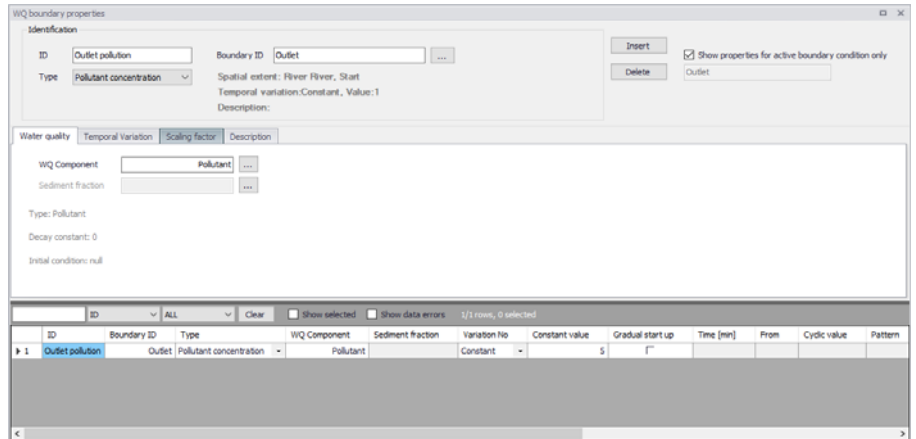 WQ boundary properties
Identification
ID Outlet pollution Boundary ID Outlet ... Insert Show properties for active boundary condition only
Type Pollutant concentration Spatial extent: River River, Start Delete Outlet
Temporal variation:Constant, Value:1
Description:
Water quality Temporal Variation Scaling factor Description
WQ Component Pollutant ...
Sediment fraction ...
Type: Pollutant
Decay constant: 0
Initial condition: null
ID ALL Clear Show selected Show data errors 1/1 rows, 0 selected
ID Boundary ID Type WQ Component Sediment fraction Variation No Constant value Gradual start up Time [min] From Cyclic value Pattern
1 Outlet pollution Outlet Pollutant concentration Pollutant Constant 5